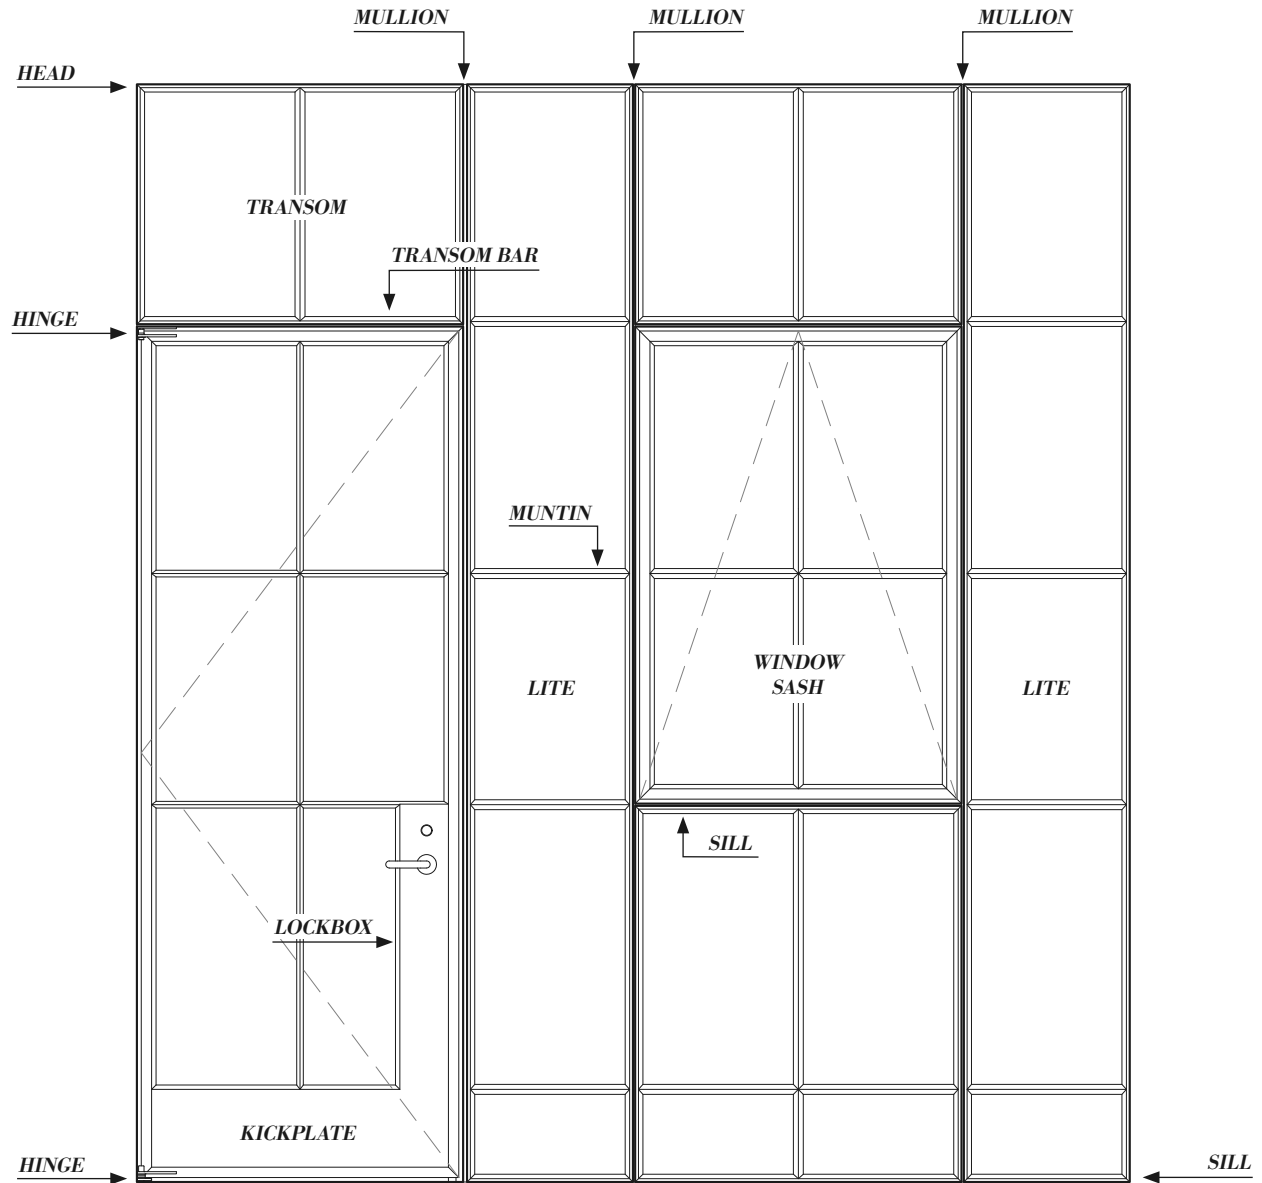 MULLION
MULLION
MULLION
HEAD
TRANSOM
TRANSOM BAR
HINGE
MUNTIN
WINDOW
SASH
LITE
LITE
SILL
LOCKBOX
KICKPLATE
HINGE
SILL